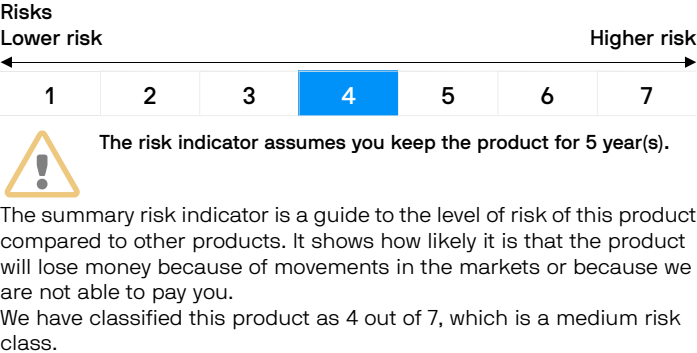 Risks
Lower risk Higher risk
1 2 3 4 5 6 7
The risk indicator assumes you keep the product for 5 year(s).
The summary risk indicator is a guide to the level of risk of this product
compared to other products. It shows how likely it is that the product
will lose money because of movements in the markets or because we
are not able to pay you.
We have classified this product as 4 out of 7, which is a medium risk
class.